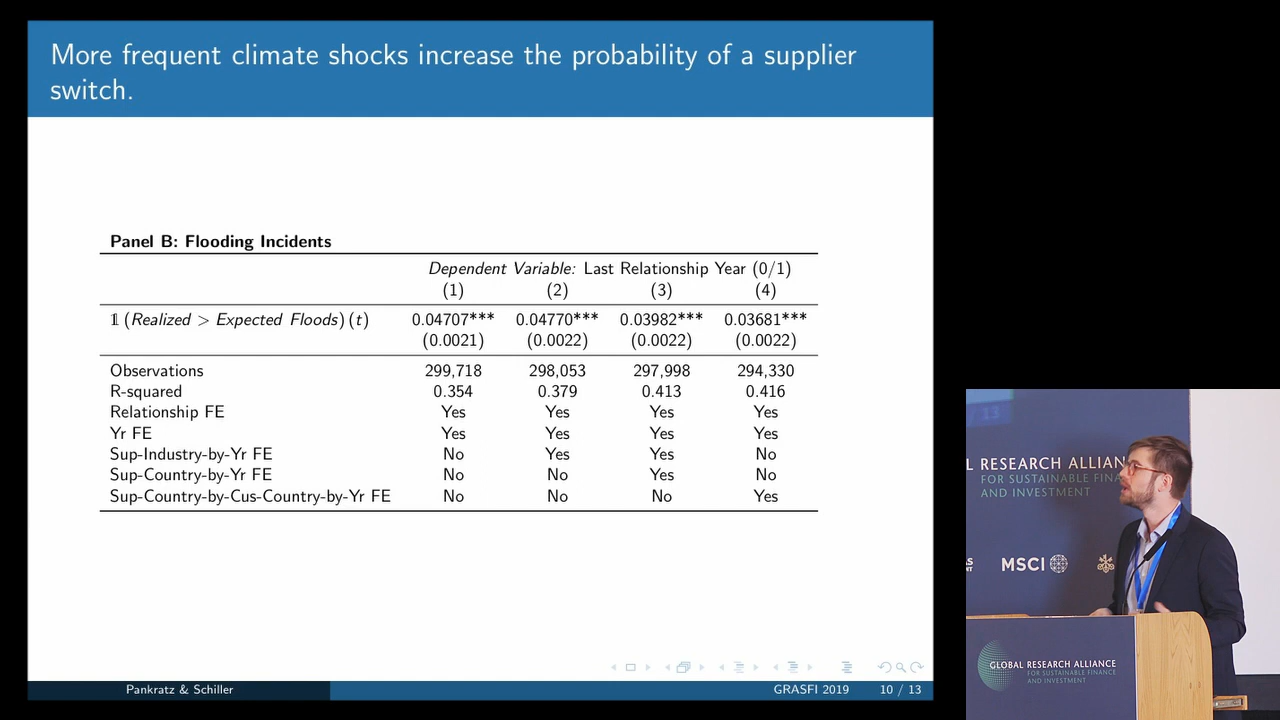 More frequent climate shocks increase the probability of a supplier
switch.
Panel B: Flooding Incidents
Dependent Variable: Last Relationship Year (0/1)
(1) (2) (3) (4)
𝟙 (Realized > Expected Floods) (t) 0.04707*** 0.04770*** 0.03982*** 0.03681***
(0.0021) (0.0022) (0.0022) (0.0022)
Observations 299,718 298,053 297,998 294,330
R-squared 0.354 0.379 0.413 0.416
Relationship FE Yes Yes Yes Yes
Yr FE Yes Yes Yes Yes
Sup-Industry-by-Yr FE No Yes Yes No
Sup-Country-by-Yr FE No No Yes No
Sup-Country-by-Cus-Country-by-Yr FE No No No Yes
Pankratz & Schiller GRASFI 2019 10 / 13
/ 13
L RESEARCH ALLIAN
FOR SUSTAINABLE FINA
AND INVESTMENT
MSCI
GLOBAL RESEARCH ALLIANCE
FOR SUSTAINABLE FINANCE
AND INVESTMENT